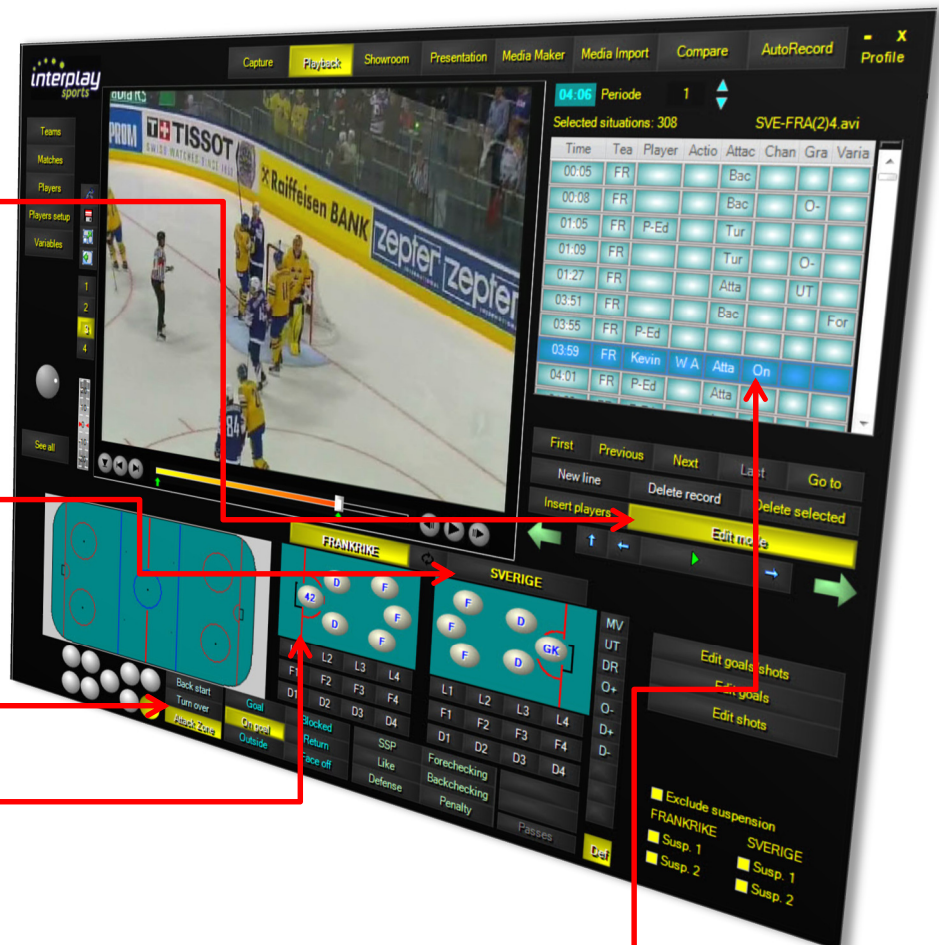 interplay
sports
Capture
Playback
Showroom
Presentation
Media Maker
Media Import
Compare
AutoRecord
- X
Profile
Teams
Matches
Players
Players setup
Variables
1
2
3
4
See all
PROM
TISSOT
SWISS WATCHES SINCE 1853
Raiffeisen BANK
zepter
zepter
84
04:06 Periode 1
Selected situations: 308 SVE-FRA(2)4.avi
Time Tea Player Actio Attac Chan Gra Varia
00:05 FR Bac
00:08 FR Bac O-
01:05 FR P-Ed Tur
01:09 FR Tur O-
01:27 FR Atta UT
03:51 FR Bac For
03:55 FR P-Ed
03:59 FR Kevin W A Atta On
04:01 FR P-Ed Atta
First Previous Next Last Go to
New line Delete record Delete selected
Insert players Edit mode
FRANKRIKE
SVERIGE
42 D D F F F
F F F D D GK
L2 L3 L4
F1 F2 F3 F4
D1 D2 D3 D4
L1 L2 L3 L4
F1 F2 F3 F4
D1 D2 D3 D4
MV
UT
DR
O+
O-
D+
D-
Def
Back start
Turn over
Attack Zone
Goal
On goal
Outside
Blocked
Return
Face off
SSP
Like
Defense
Forechecking
Backchecking
Penalty
Passes
Edit goals/shots
Edit goals
Edit shots
Exclude suspension
FRANKRIKE SVERIGE
Susp. 1 Susp. 1
Susp. 2 Susp. 2